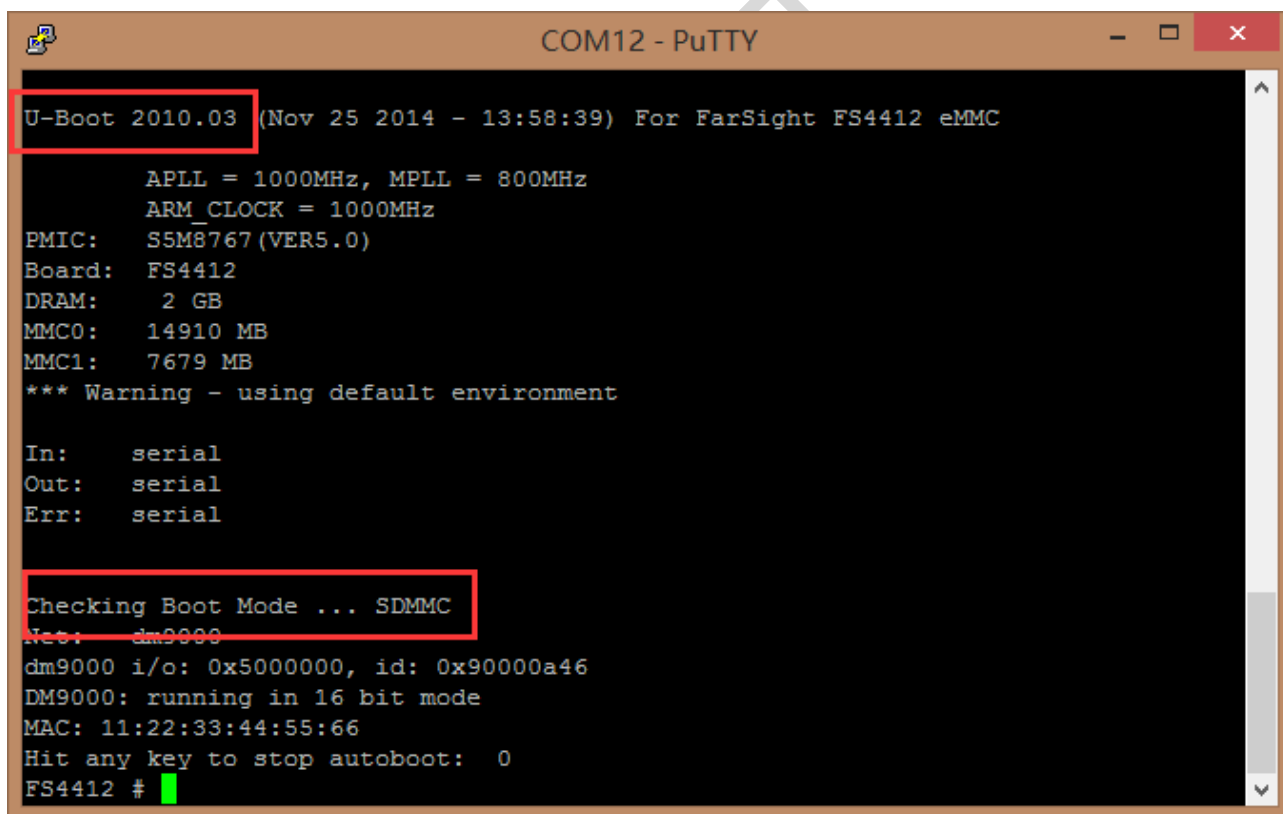 COM12 - PuTTY
U-Boot 2010.03 (Nov 25 2014 - 13:58:39) For FarSight FS4412 eMMC
APLL = 1000MHz, MPLL = 800MHz
ARM_CLOCK = 1000MHz
PMIC: S5M8767(VER5.0)
Board: FS4412
DRAM: 2 GB
MMC0: 14910 MB
MMC1: 7679 MB
*** Warning - using default environment
In: serial
Out: serial
Err: serial
Checking Boot Mode ... SDMMC
Net: dm9000
dm9000 i/o: 0x5000000, id: 0x90000a46
DM9000: running in 16 bit mode
MAC: 11:22:33:44:55:66
Hit any key to stop autoboot: 0
FS4412 #